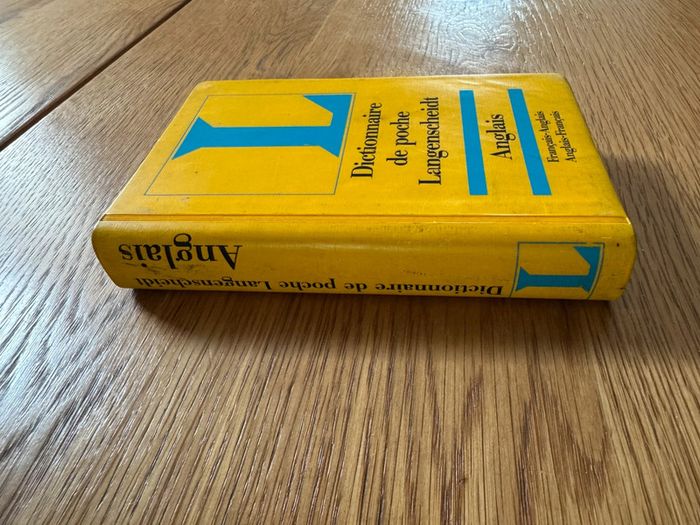 L
Dictionnaire
de poche
Langenscheidt
Anglais
Français-Anglais
Anglais-Français
L
Dictionnaire de poche Langenscheidt
Anglais